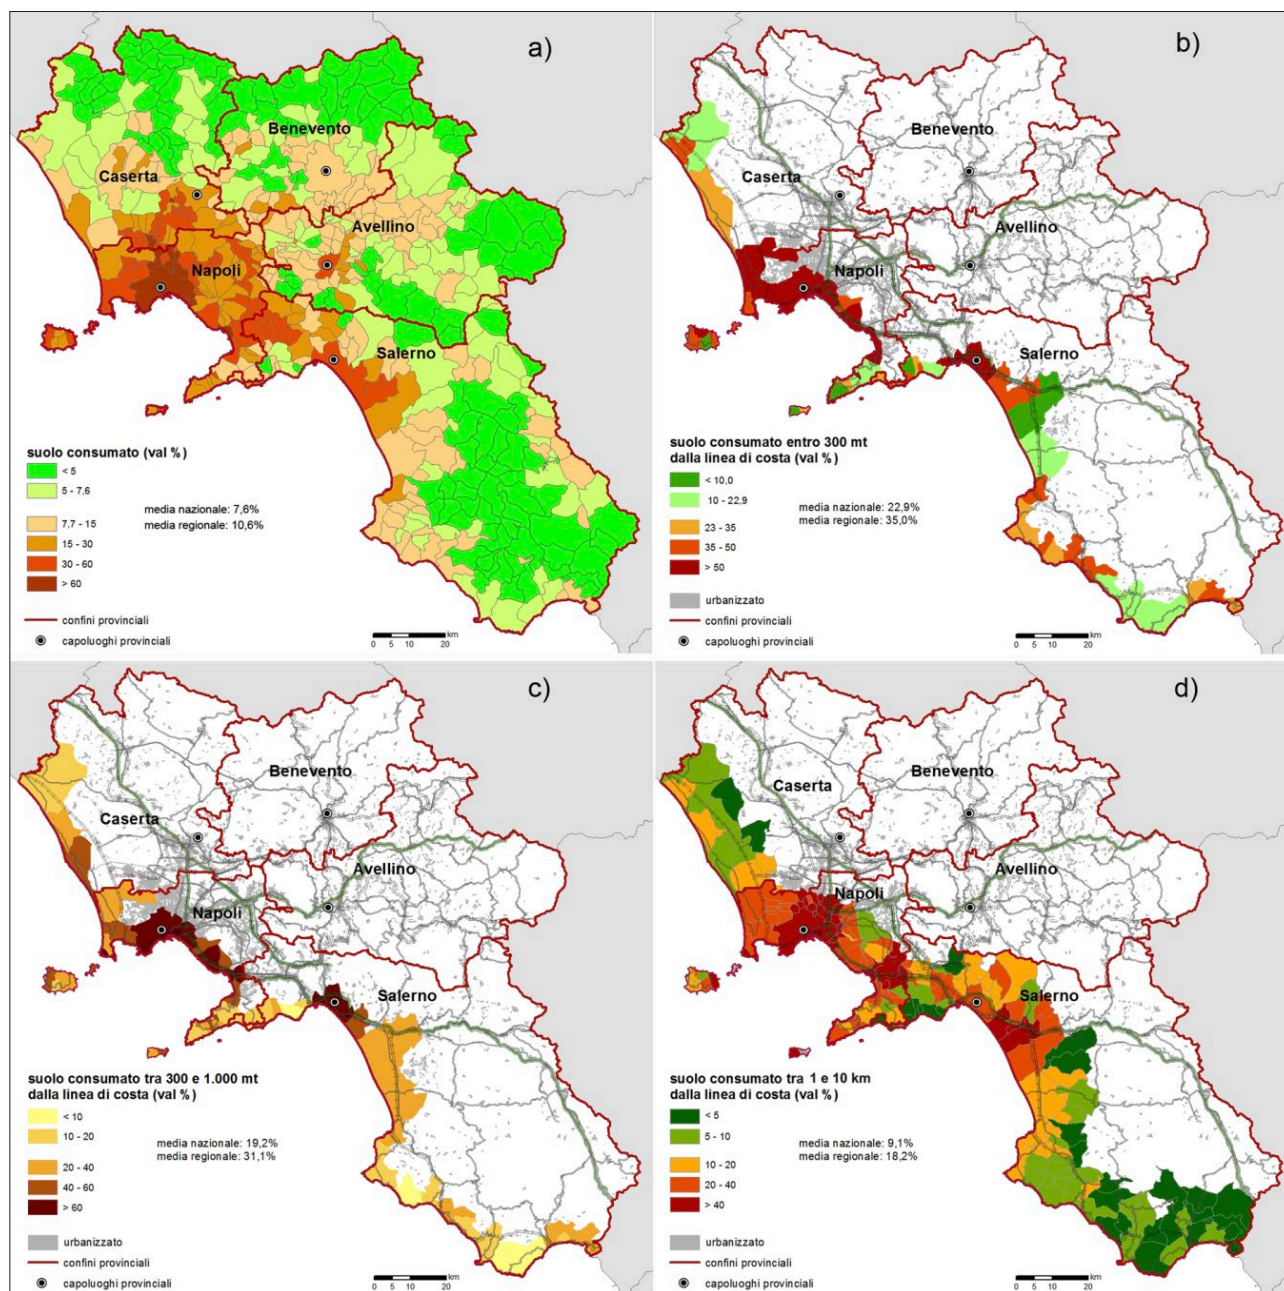 a)
Benevento
Caserta
Avellino
Napoli
Salerno
suolo consumato (val %)
< 5
5 - 7,6
7,7 - 15
15 - 30
30 - 60
> 60
media nazionale: 7,6%
media regionale: 10,6%
confini provinciali
capoluoghi provinciali
km
0 5 10 20
b)
Benevento
Caserta
Avellino
Napoli
Salerno
suolo consumato entro 300 mt
dalla linea di costa (val %)
< 10,0
10 - 22,9
23 - 35
35 - 50
> 50
media nazionale: 22,9%
media regionale: 35,0%
urbanizzato
confini provinciali
capoluoghi provinciali
km
0 5 10 20
c)
Benevento
Caserta
Avellino
Napoli
Salerno
suolo consumato tra 300 e 1.000 mt
dalla linea di costa (val %)
< 10
10 - 20
20 - 40
40 - 60
> 60
media nazionale: 19,2%
media regionale: 31,1%
urbanizzato
confini provinciali
capoluoghi provinciali
km
0 5 10 20
d)
Benevento
Caserta
Avellino
Napoli
Salerno
suolo consumato tra 1 e 10 km
dalla linea di costa (val %)
< 5
5 - 10
10 - 20
20 - 40
> 40
media nazionale: 9,1%
media regionale: 18,2%
urbanizzato
confini provinciali
capoluoghi provinciali
km
0 5 10 20